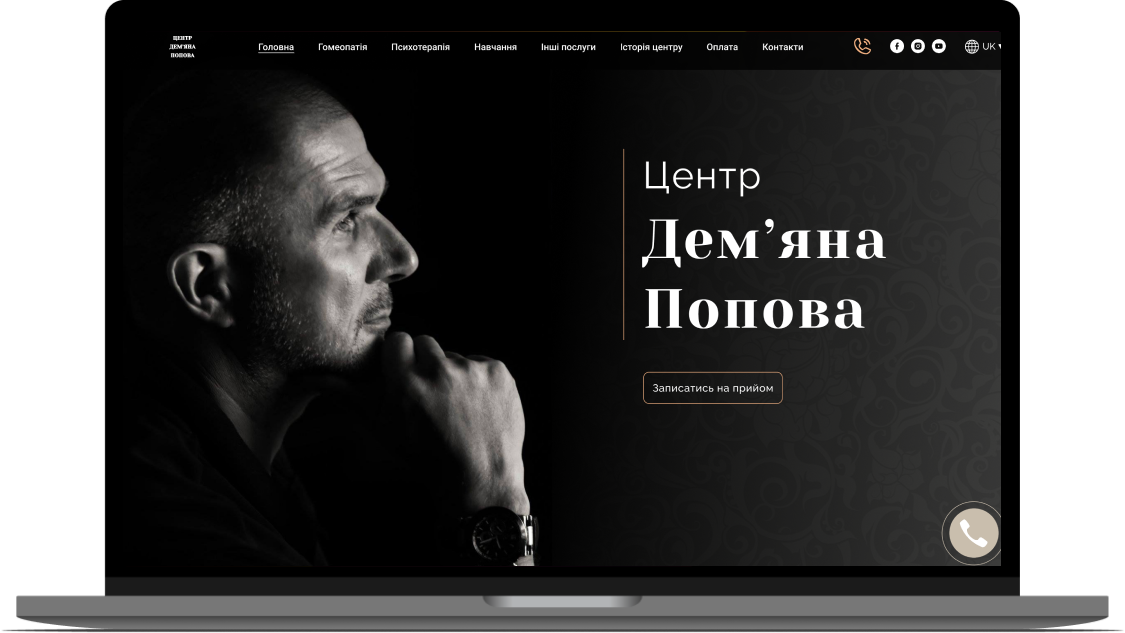 ЦЕНТР
ДЕМ'ЯНА
ПОПОВА
Головна Гомеопатія Психотерапія Навчання Інші послуги Історія центру Оплата Контакти UK
Центр
Дем’яна
Попова
Записатись на прийом